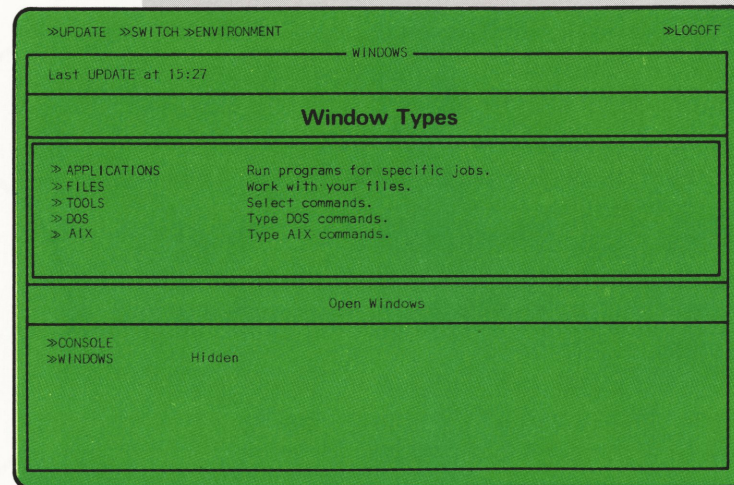 »UPDATE »SWITCH »ENVIRONMENT »LOGOFF
WINDOWS
Last UPDATE at 15:27
Window Types
» APPLICATIONS Run programs for specific jobs.
» FILES Work with your files.
» TOOLS Select commands.
» DOS Type DOS commands.
» AIX Type AIX commands.
Open Windows
»CONSOLE
»WINDOWS Hidden